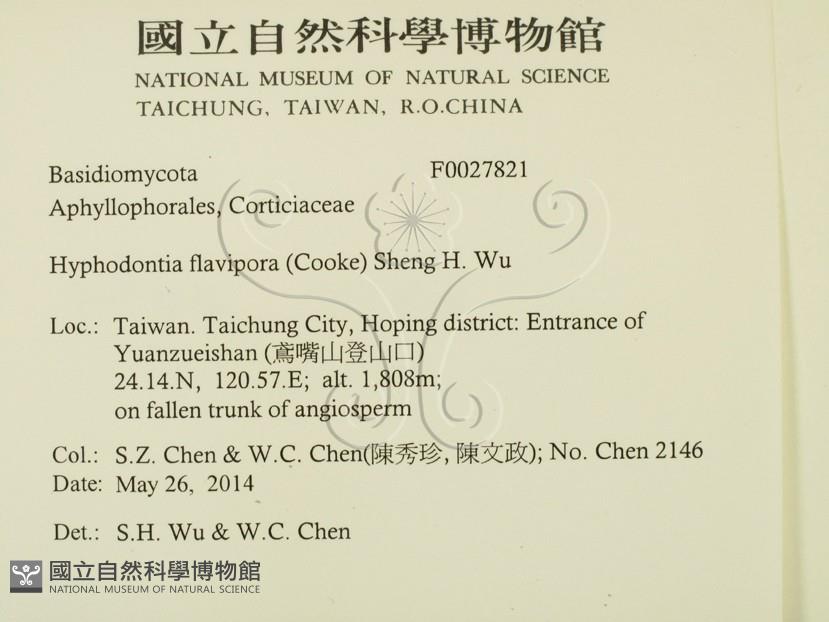 國立自然科學博物館
NATIONAL MUSEUM OF NATURAL SCIENCE
TAICHUNG, TAIWAN, R.O.CHINA
Basidiomycota F0027821
Aphyllophorales, Corticiaceae
Hyphodontia flavipora (Cooke) Sheng H. Wu
Loc.: Taiwan. Taichung City, Hoping district: Entrance of
Yuanzueishan (鳶嘴山登山口)
24.14.N, 120.57.E; alt. 1,808m;
on fallen trunk of angiosperm
Col.: S.Z. Chen & W.C. Chen(陳秀珍, 陳文政); No. Chen 2146
Date: May 26, 2014
Det.: S.H. Wu & W.C. Chen
國立自然科學博物館
NATIONAL MUSEUM OF NATURAL SCIENCE